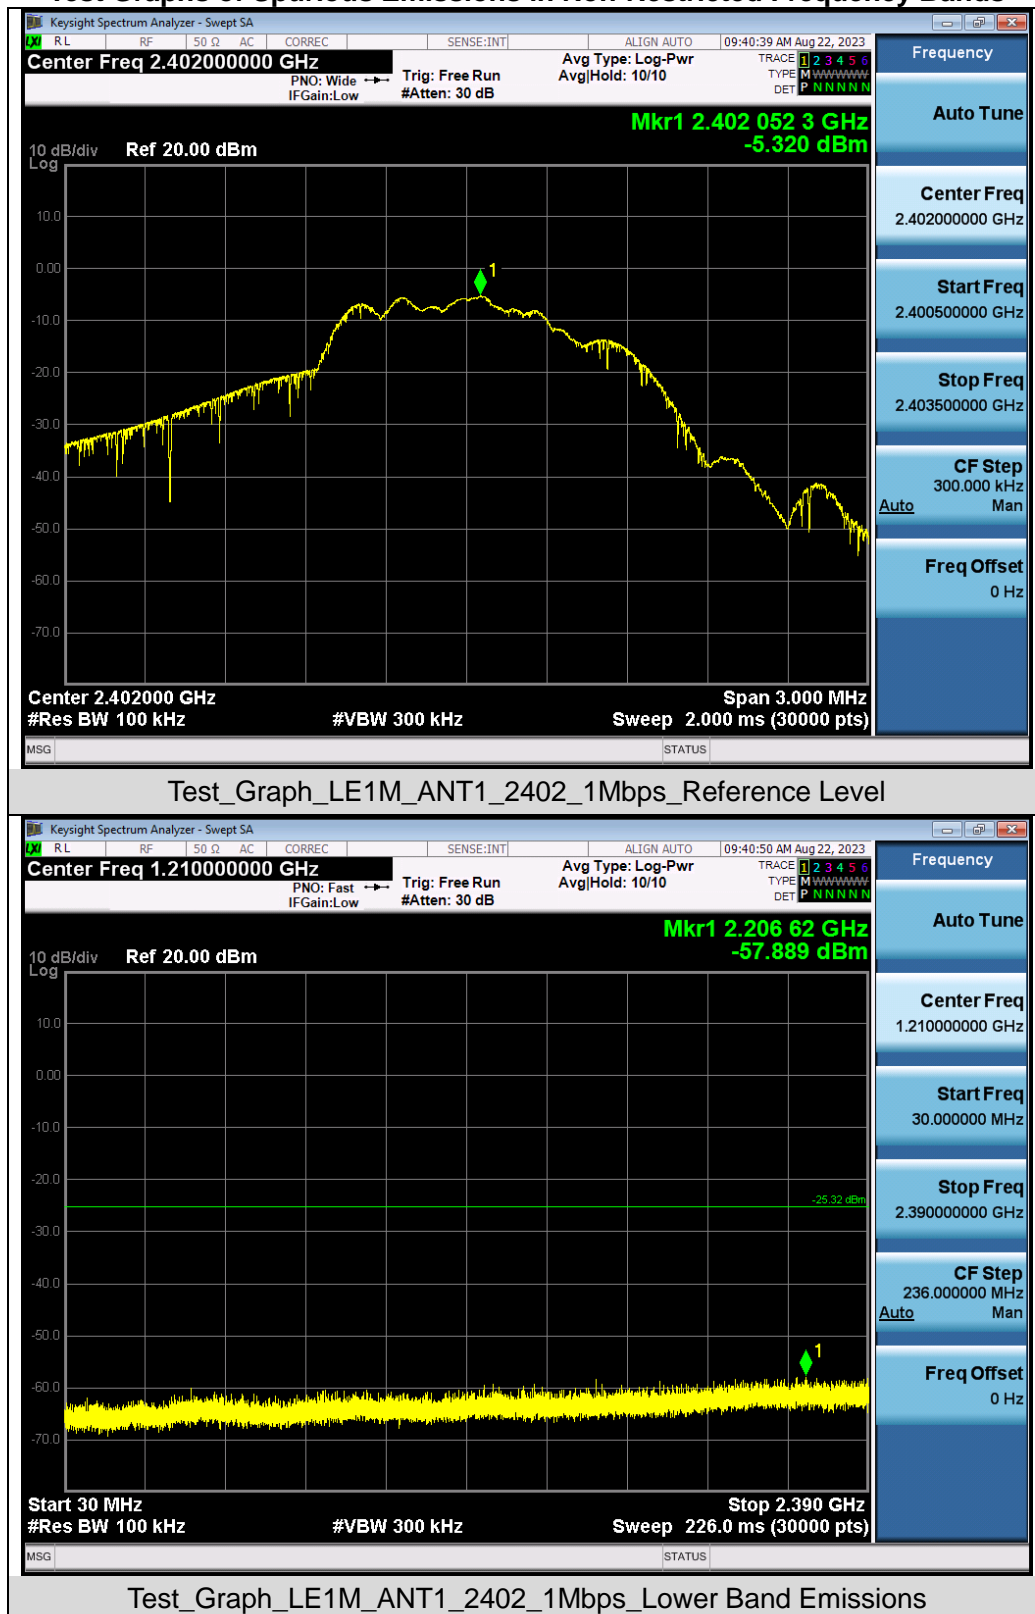 Test Graphs of Spurious Emissions in Non-Restricted Frequency Bands
Keysight Spectrum Analyzer - Swept SA
LXI RL RF 50 Ω AC CORREC SENSE:INT ALIGN AUTO 09:40:39 AM Aug 22, 2023
Center Freq 2.402000000 GHz
PNO: Wide
IFGain:Low
Trig: Free Run
#Atten: 30 dB
Avg Type: Log-Pwr
Avg|Hold: 10/10
TRACE 1 2 3 4 5 6
TYPE M WWWWW
DET P N N N N N
Mkr1 2.402 052 3 GHz
-5.320 dBm
10 dB/div Ref 20.00 dBm
Log
10.0
0.00
1
-10.0
-20.0
-30.0
-40.0
-50.0
-60.0
-70.0
Center 2.402000 GHz Span 3.000 MHz
#Res BW 100 kHz #VBW 300 kHz Sweep 2.000 ms (30000 pts)
MSG STATUS
Frequency
Auto Tune
Center Freq
2.402000000 GHz
Start Freq
2.400500000 GHz
Stop Freq
2.403500000 GHz
CF Step
300.000 kHz
Auto Man
Freq Offset
0 Hz
Test_Graph_LE1M_ANT1_2402_1Mbps_Reference Level
Keysight Spectrum Analyzer - Swept SA
LXI RL RF 50 Ω AC CORREC SENSE:INT ALIGN AUTO 09:40:50 AM Aug 22, 2023
Center Freq 1.210000000 GHz
PNO: Fast
IFGain:Low
Trig: Free Run
#Atten: 30 dB
Avg Type: Log-Pwr
Avg|Hold: 10/10
TRACE 1 2 3 4 5 6
TYPE M WWWWW
DET P N N N N N
Mkr1 2.206 62 GHz
-57.889 dBm
10 dB/div Ref 20.00 dBm
Log
10.0
0.00
-10.0
-20.0
-25.32 dBm
-30.0
-40.0
-50.0
1
-60.0
-70.0
Start 30 MHz Stop 2.390 GHz
#Res BW 100 kHz #VBW 300 kHz Sweep 226.0 ms (30000 pts)
MSG STATUS
Frequency
Auto Tune
Center Freq
1.210000000 GHz
Start Freq
30.000000 MHz
Stop Freq
2.390000000 GHz
CF Step
236.000000 MHz
Auto Man
Freq Offset
0 Hz
Test_Graph_LE1M_ANT1_2402_1Mbps_Lower Band Emissions